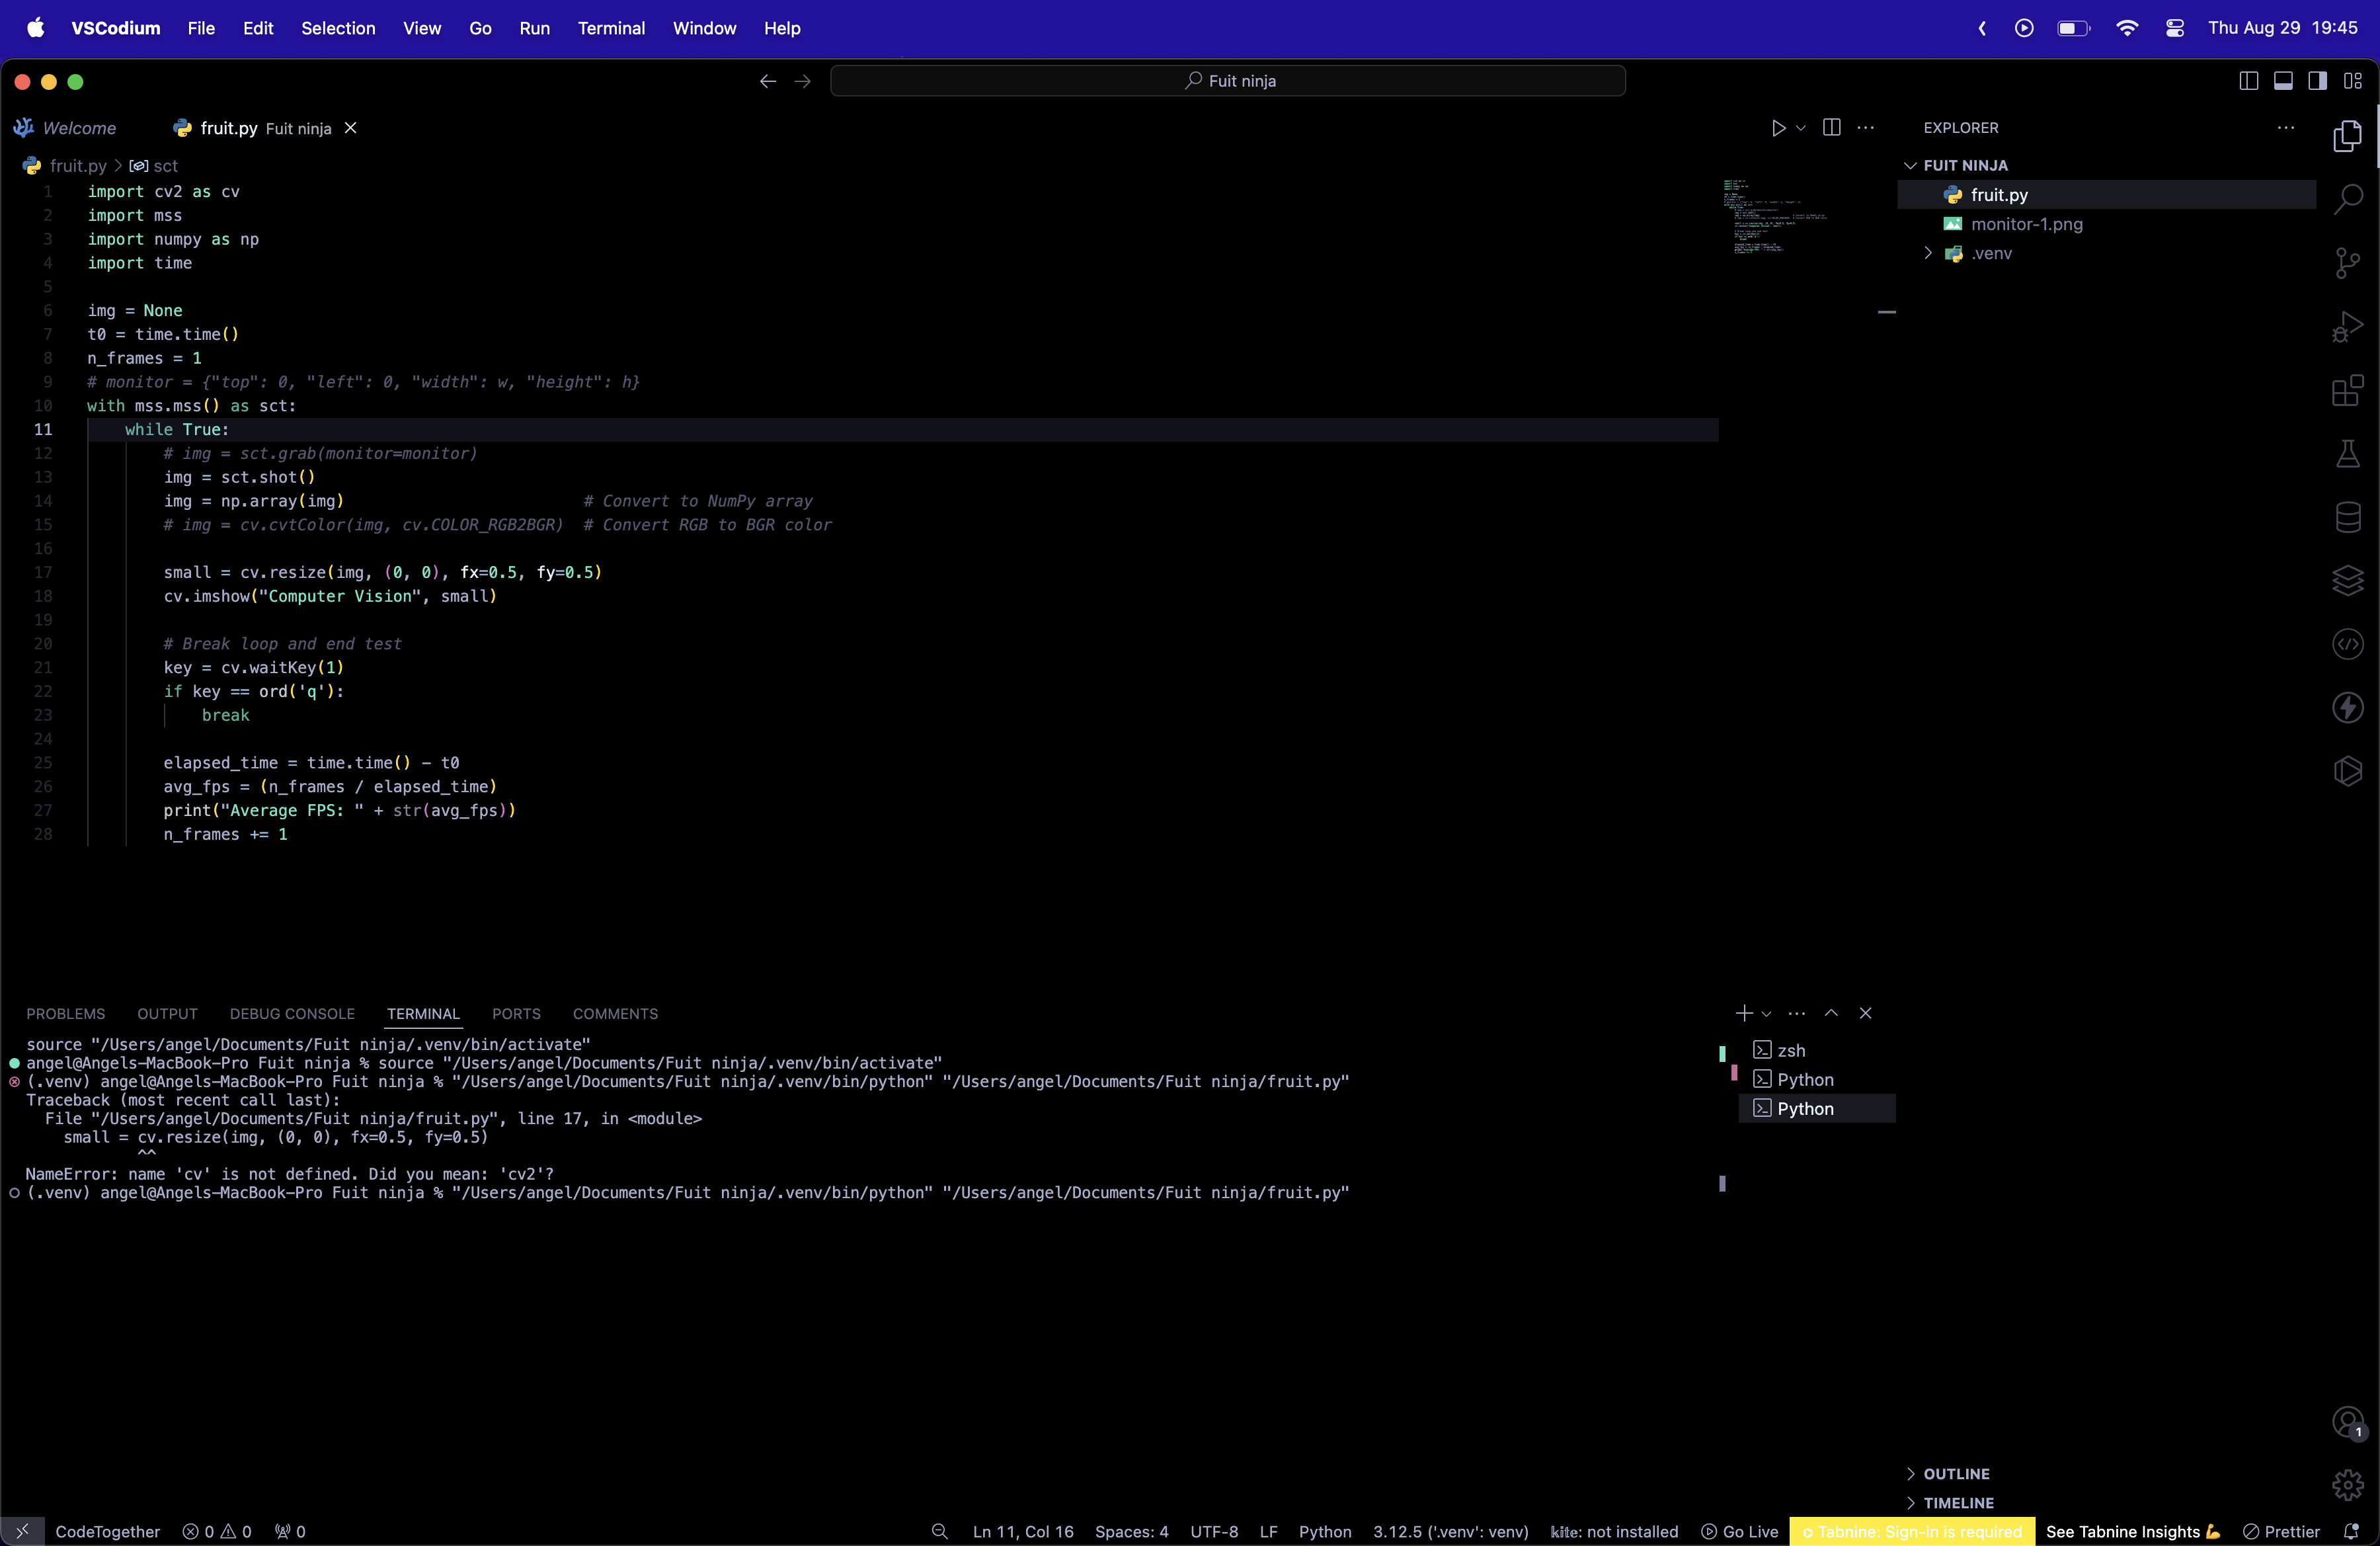 VSCodium File Edit Selection View Go Run Terminal Window Help Thu Aug 29 19:45
Fuit ninja
Welcome fruit.py Fuit ninja
fruit.py > sct
1 import cv2 as cv
2 import mss
3 import numpy as np
4 import time
5
6 img = None
7 t0 = time.time()
8 n_frames = 1
9 # monitor = {"top": 0, "left": 0, "width": w, "height": h}
10 with mss.mss() as sct:
11 while True:
12 # img = sct.grab(monitor=monitor)
13 img = sct.shot()
14 img = np.array(img) # Convert to NumPy array
15 # img = cv.cvtColor(img, cv.COLOR_RGB2BGR) # Convert RGB to BGR color
16
17 small = cv.resize(img, (0, 0), fx=0.5, fy=0.5)
18 cv.imshow("Computer Vision", small)
19
20 # Break loop and end test
21 key = cv.waitKey(1)
22 if key == ord('q'):
23 break
24
25 elapsed_time = time.time() - t0
26 avg_fps = (n_frames / elapsed_time)
27 print("Average FPS: " + str(avg_fps))
28 n_frames += 1
EXPLORER
FUIT NINJA
fruit.py
monitor-1.png
.venv
PROBLEMS OUTPUT DEBUG CONSOLE TERMINAL PORTS COMMENTS
source "/Users/angel/Documents/Fuit ninja/.venv/bin/activate"
angel@Angels-MacBook-Pro Fuit ninja % source "/Users/angel/Documents/Fuit ninja/.venv/bin/activate"
(.venv) angel@Angels-MacBook-Pro Fuit ninja % "/Users/angel/Documents/Fuit ninja/.venv/bin/python" "/Users/angel/Documents/Fuit ninja/fruit.py"
Traceback (most recent call last):
File "/Users/angel/Documents/Fuit ninja/fruit.py", line 17, in <module>
small = cv.resize(img, (0, 0), fx=0.5, fy=0.5)
^^
NameError: name 'cv' is not defined. Did you mean: 'cv2'?
(.venv) angel@Angels-MacBook-Pro Fuit ninja % "/Users/angel/Documents/Fuit ninja/.venv/bin/python" "/Users/angel/Documents/Fuit ninja/fruit.py"
zsh
Python
Python
1
OUTLINE
TIMELINE
CodeTogether 0 0 0 Ln 11, Col 16 Spaces: 4 UTF-8 LF Python 3.12.5 ('.venv': venv) kite: not installed Go Live Tabnine: Sign-in is required See Tabnine Insights 💪 Prettier